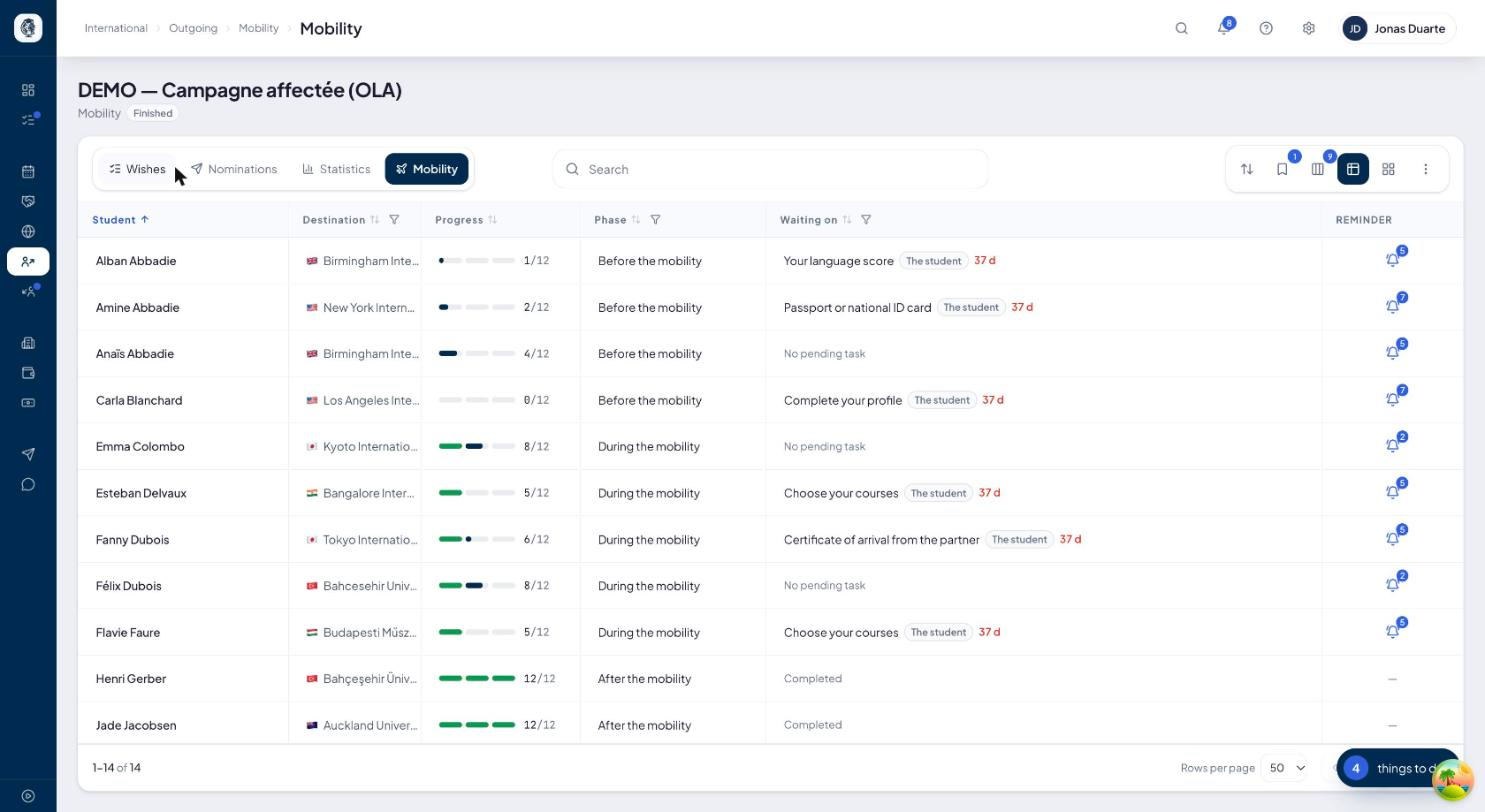 International > Outgoing > Mobility > Mobility
8
JD Jonas Duarte
DEMO — Campagne affectée (OLA)
Mobility Finished
Wishes Nominations Statistics Mobility Search 1 9
Student Destination Progress Phase Waiting on REMINDER
Alban Abbadie Birmingham Inte... 1/12 Before the mobility Your language score The student 37 d 5
Amine Abbadie New York Intern... 2/12 Before the mobility Passport or national ID card The student 37 d 7
Anaïs Abbadie Birmingham Inte... 4/12 Before the mobility No pending task 5
Carla Blanchard Los Angeles Inte... 0/12 Before the mobility Complete your profile The student 37 d 7
Emma Colombo Kyoto Internatio... 8/12 During the mobility No pending task 2
Esteban Delvaux Bangalore Inter... 5/12 During the mobility Choose your courses The student 37 d 5
Fanny Dubois Tokyo Internatio... 6/12 During the mobility Certificate of arrival from the partner The student 37 d 5
Félix Dubois Bahcesehir Univ... 8/12 During the mobility No pending task 2
Flavie Faure Budapesti Műsz... 5/12 During the mobility Choose your courses The student 37 d 5
Henri Gerber Bahçeşehir Üniv... 12/12 After the mobility Completed —
Jade Jacobsen Auckland Univer... 12/12 After the mobility Completed —
1–14 of 14 Rows per page 50 4 things to d